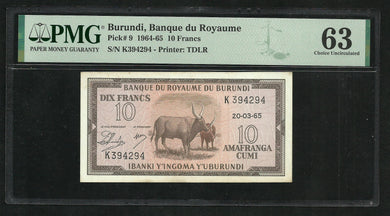 PMG
PAPER MONEY GUARANTY
Burundi, Banque du Royaume
Pick# 9 1964-65 10 Francs
S/N K394294 - Printer: TDLR
63
Choice Uncirculated
BANQUE DU ROYAUME DU BURUNDI
DIX FRANCS
K 394294
10
20-03-65
10
K 394294
AMAFRANGA
CUMI
IBANKI Y'INGOMA Y'UBURUNDI